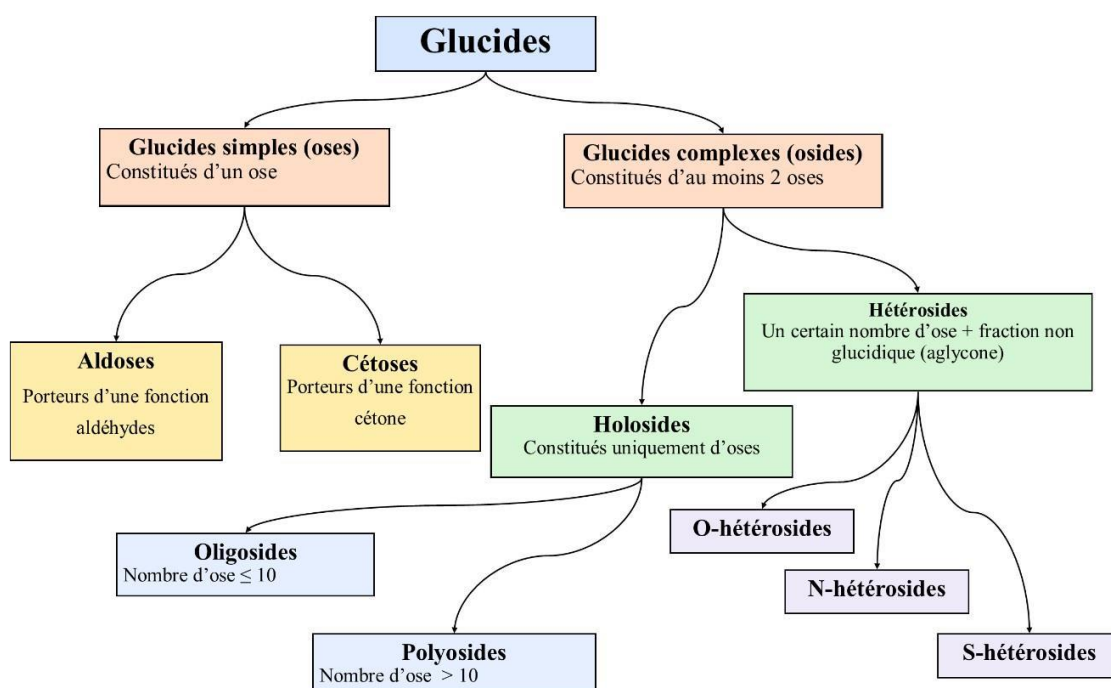 Glucides
Glucides simples (oses)
Constitués d’un ose
Glucides complexes (osides)
Constitués d’au moins 2 oses
Aldoses
Porteurs d’une fonction
aldéhydes
Cétoses
Porteurs d’une fonction
cétone
Hétérosides
Un certain nombre d’ose + fraction non
glucidique (aglycone)
Holosides
Constitués uniquement d’oses
Oligosides
Nombre d’ose ≤ 10
Polyosides
Nombre d’ose > 10
O-hétérosides
N-hétérosides
S-hétérosides